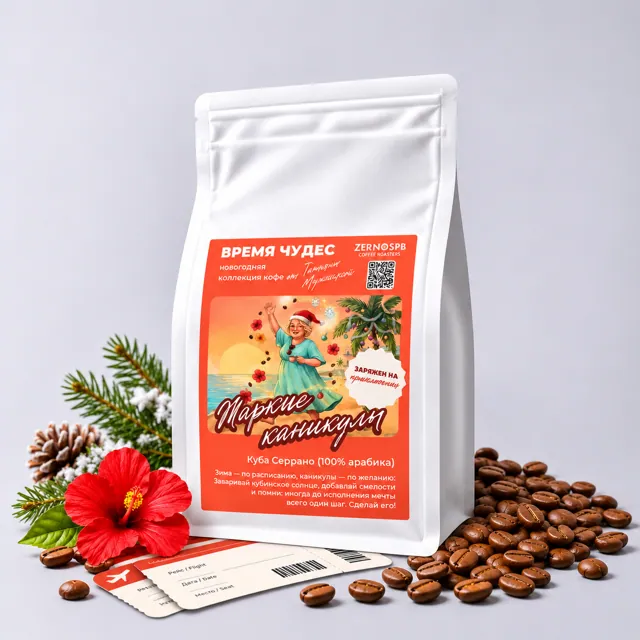 ВРЕМЯ ЧУДЕС
новогодняя
коллекция кофе от Татьяны
Мужицкой
ZERNOSPB
COFFEE ROASTERS
ЗАРЯЖЕН НА
приключения
Жаркие
каникулы
Куба Серрано (100% арабика)
Зима — по расписанию, каникулы — по желанию.
Заваривай кубинское солнце, добавляй смелости
и помни: иногда до исполнения мечты
всего один шаг. Сделай его!
Рейс / Flight
Дата / Date
Место / Seat